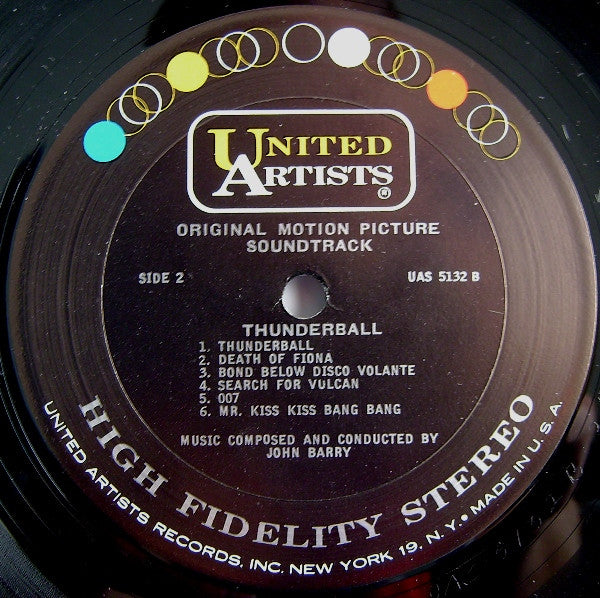 UNITED
ARTISTS
ORIGINAL MOTION PICTURE
SOUNDTRACK
SIDE 2
UAS 5132 B
THUNDERBALL
1. THUNDERBALL
2. DEATH OF FIONA
3. BOND BELOW DISCO VOLANTE
4. SEARCH FOR VULCAN
5. 007
6. MR. KISS KISS BANG BANG
MUSIC COMPOSED AND CONDUCTED BY
JOHN BARRY
HIGH FIDELITY STEREO
UNITED ARTISTS RECORDS, INC. NEW YORK 19, N.Y. • MADE IN U.S.A.